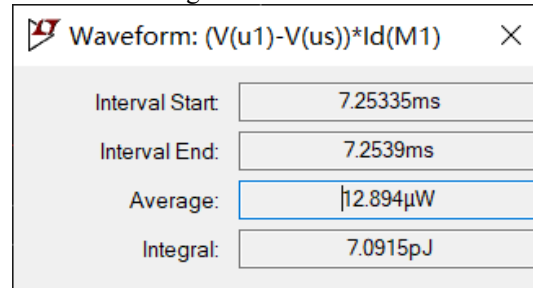 Waveform: (V(u1)-V(us))*Id(M1)
Interval Start: 7.25335ms
Interval End: 7.2539ms
Average: 12.894µW
Integral: 7.0915pJ